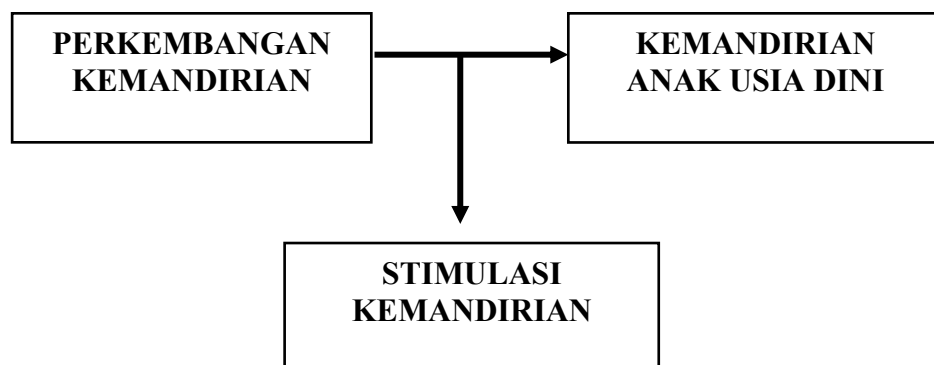 PERKEMBANGAN
KEMANDIRIAN
KEMANDIRIAN
ANAK USIA DINI
STIMULASI
KEMANDIRIAN